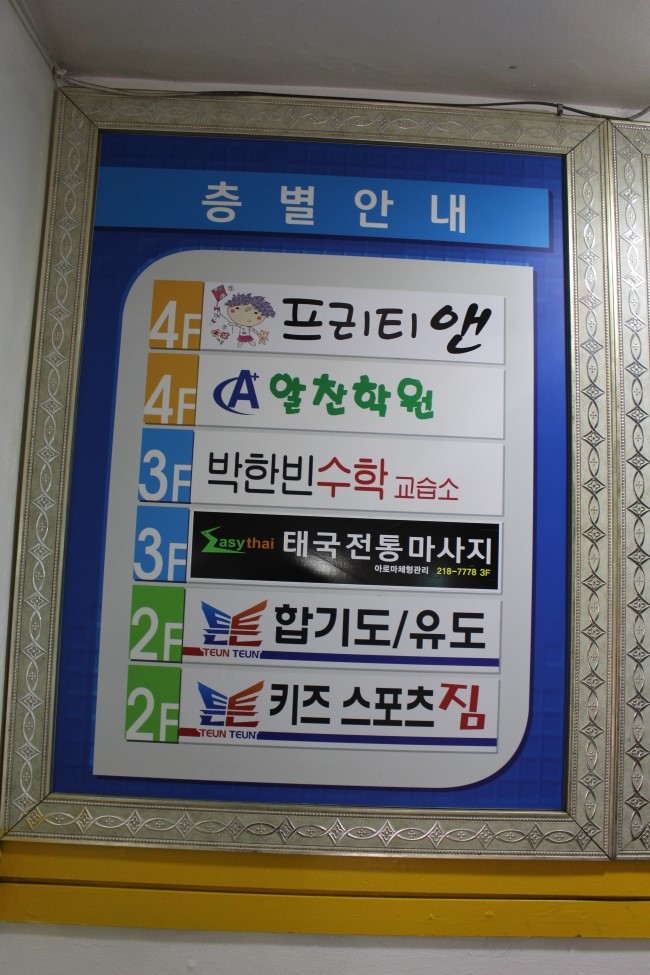 층별안내
4F 프리티앤
4F A+ 알찬학원
3F 박한빈수학 교습소
3F Easythai 태국전통마사지
아로마체형관리 218-7778 3F
2F 튼튼 TEUN TEUN 합기도/유도
2F 튼튼 TEUN TEUN 키즈 스포츠짐